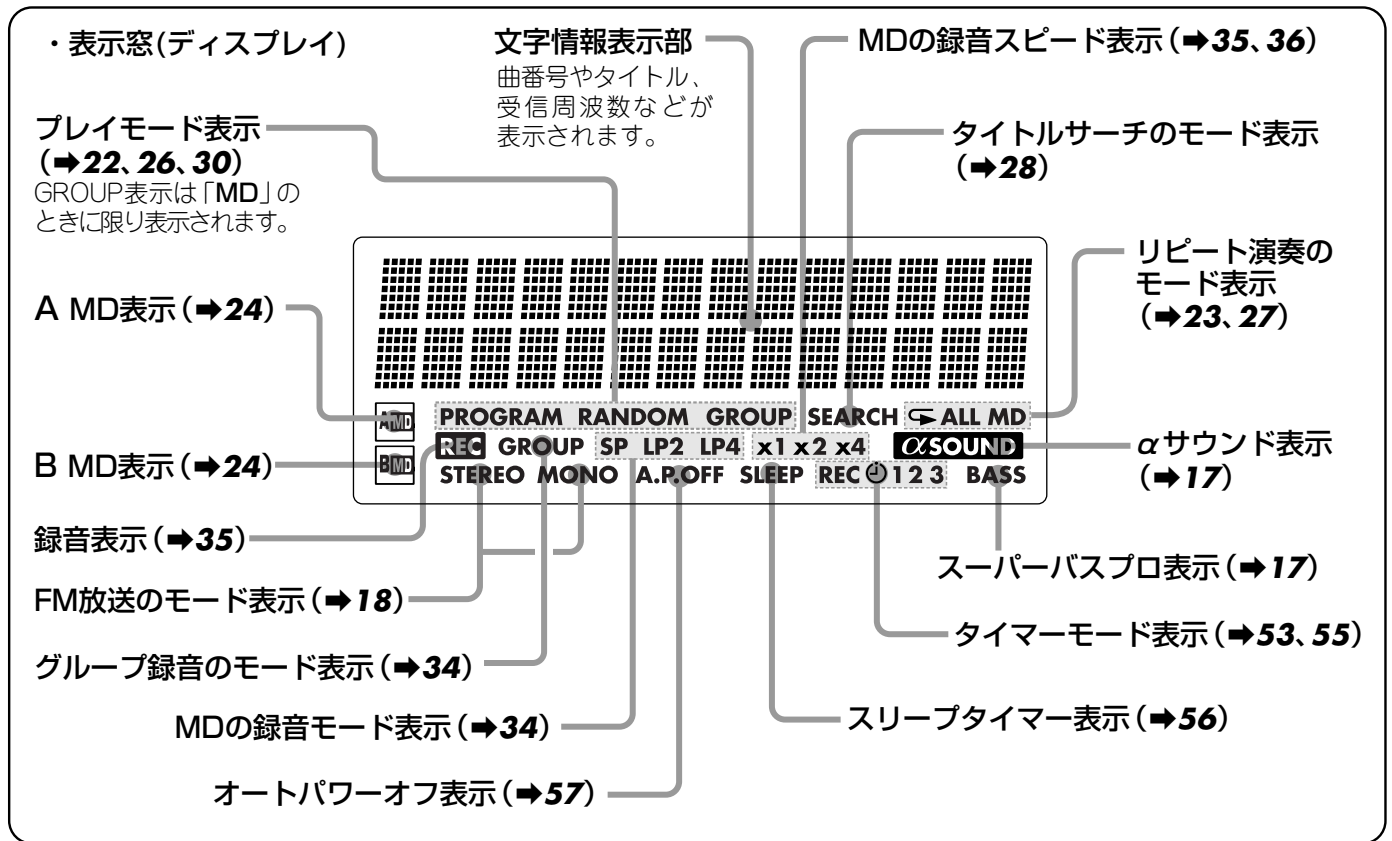 ・表示窓(ディスプレイ)
文字情報表示部
曲番号やタイトル、
受信周波数などが
表示されます。
MDの録音スピード表示(➡35、36)
プレイモード表示
(➡22、26、30)
GROUP表示は「MD」の
ときに限り表示されます。
タイトルサーチのモード表示
(➡28)
リピート演奏の
モード表示
(➡23、27)
A MD表示(➡24)
A MD
PROGRAM RANDOM GROUP SEARCH ALL MD
REC GROUP SP LP2 LP4 x1 x2 x4 αSOUND
B MD
STEREO MONO A.P.OFF SLEEP REC 1 2 3 BASS
B MD表示(➡24)
αサウンド表示
(➡17)
録音表示(➡35)
スーパーバスプロ表示(➡17)
FM放送のモード表示(➡18)
タイマーモード表示(➡53、55)
グループ録音のモード表示(➡34)
MDの録音モード表示(➡34)
スリープタイマー表示(➡56)
オートパワーオフ表示(➡57)